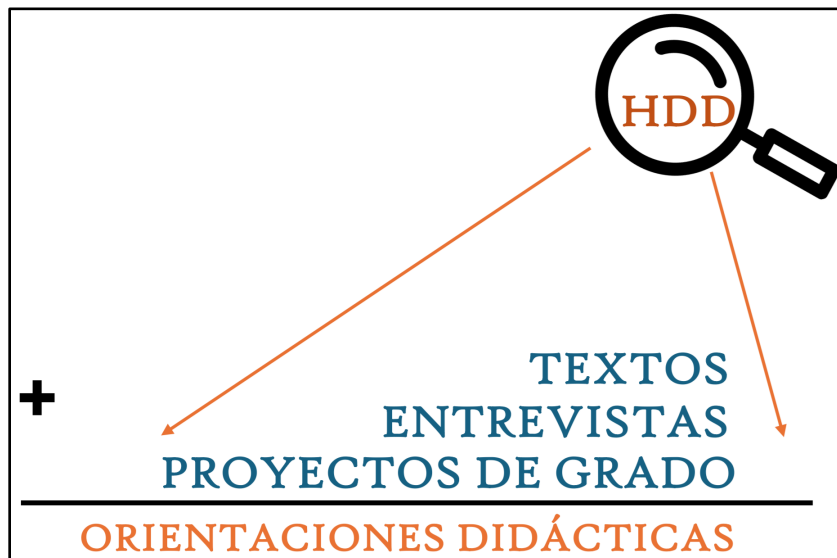 HDD
TEXTOS
+
ENTREVISTAS
PROYECTOS DE GRADO
ORIENTACIONES DIDÁCTICAS